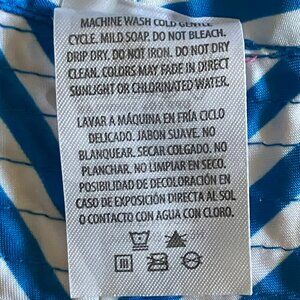 MACHINE WASH COLD GENTLE
CYCLE. MILD SOAP. DO NOT BLEACH.
DRIP DRY. DO NOT IRON. DO NOT DRY
CLEAN. COLORS MAY FADE IN DIRECT
SUNLIGHT OR CHLORINATED WATER.
LAVAR A MÁQUINA EN FRÍA CICLO
DELICADO. JABON SUAVE. NO
BLANQUEAR. SECAR COLGADO. NO
PLANCHAR. NO LIMPIAR EN SECO.
POSIBILIDAD DE DECOLORACIÓN EN
CASO DE EXPOSICIÓN DIRECTA AL SOL
O CONTACTO CON AGUA CON CLORO.